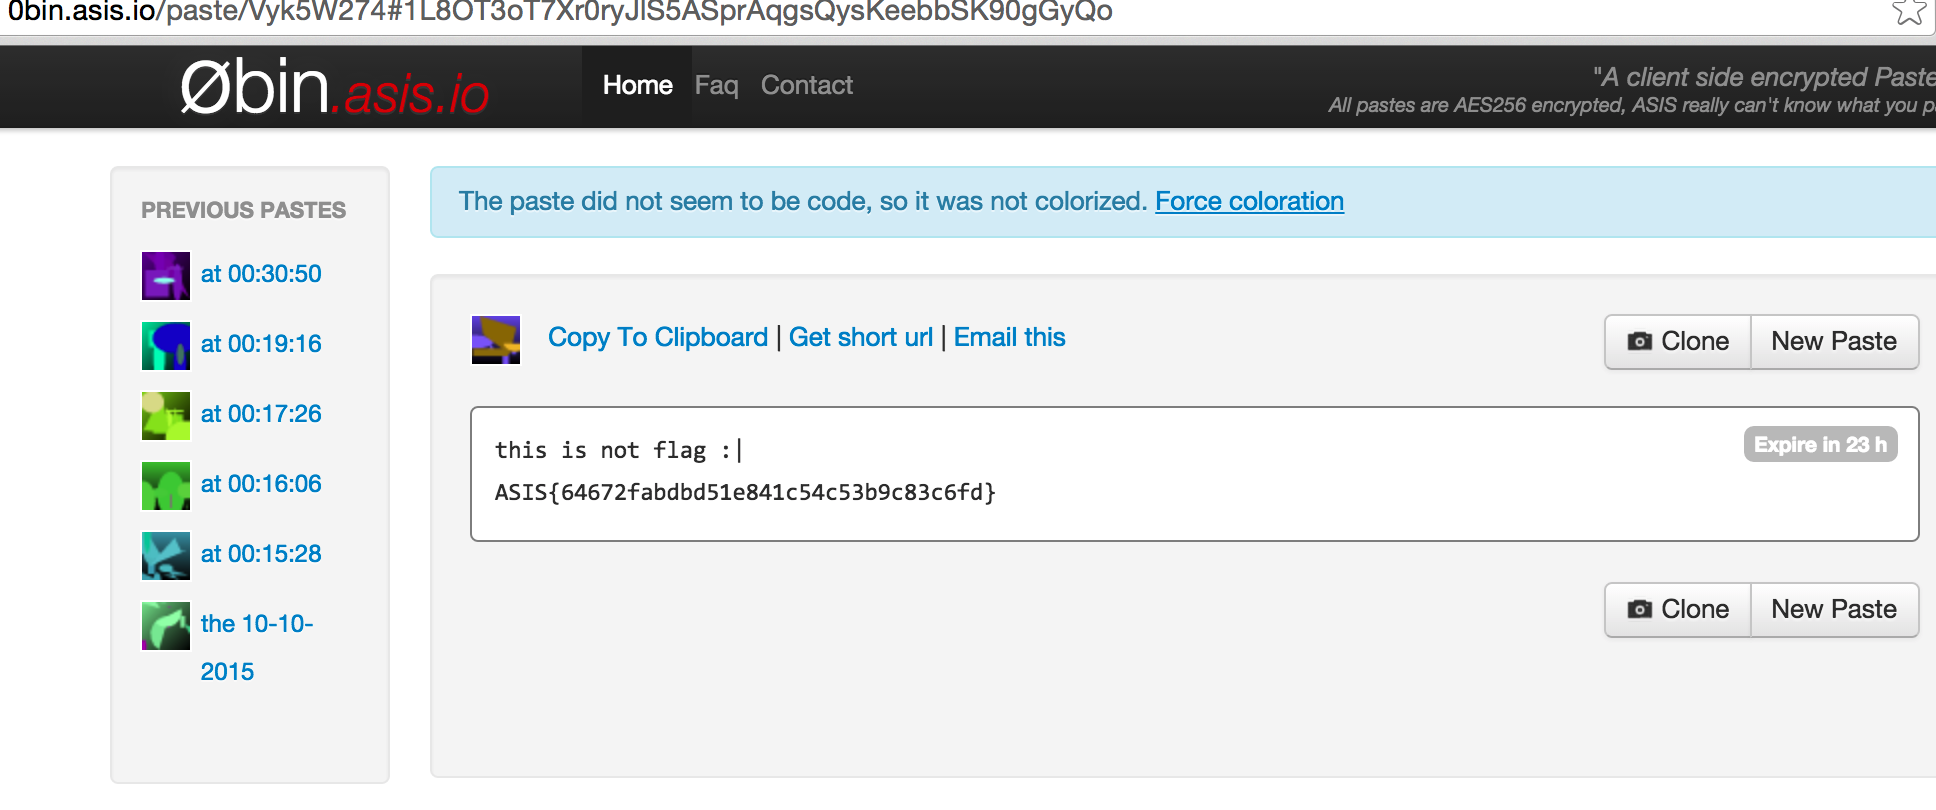 0bin.asis.io/paste/Vyk5W274#1L8OT3oT7Xr0ryJlS5ASprAqgsQysKeebbSK90gGyQo
Øbin.asis.io
Home Faq Contact
"A client side encrypted Paste
All pastes are AES256 encrypted, ASIS really can't know what you p
PREVIOUS PASTES
at 00:30:50
at 00:19:16
at 00:17:26
at 00:16:06
at 00:15:28
the 10-10-
2015
The paste did not seem to be code, so it was not colorized. Force coloration
Copy To Clipboard | Get short url | Email this
Clone New Paste
this is not flag :|
Expire in 23 h
ASIS{64672fabdbd51e841c54c53b9c83c6fd}
Clone New Paste